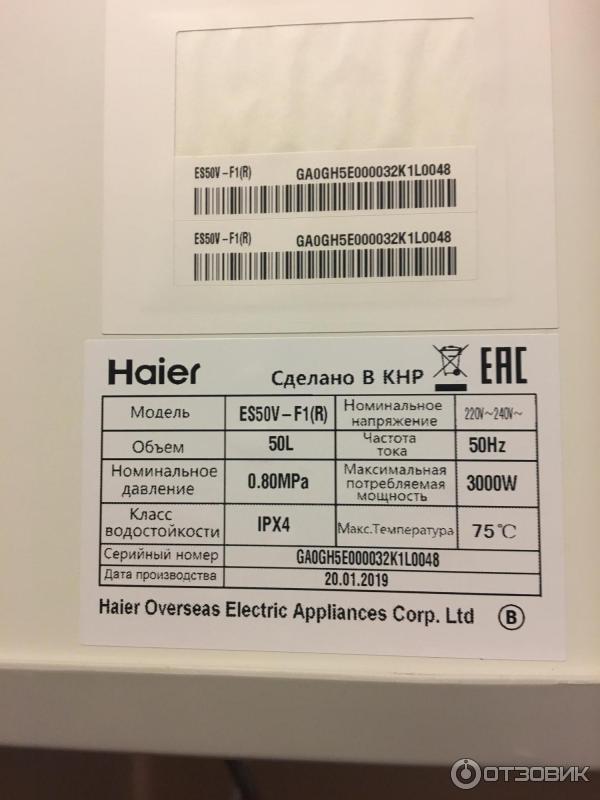 ES50V-F1(R) GA0GH5E000032K1L0048
ES50V-F1(R) GA0GH5E000032K1L0048
Haier Сделано В КНР EAC
Модель ES50V-F1(R) Номинальное напряжение 220V~240V~
Объем 50L Частота тока 50Hz
Номинальное давление 0.80MPa Максимальная потребляемая мощность 3000W
Класс водостойкости IPX4 Макс.Температура 75℃
Серийный номер GA0GH5E000032K1L0048
Дата производства 20.01.2019
Haier Overseas Electric Appliances Corp. Ltd B
ОТЗОВИК